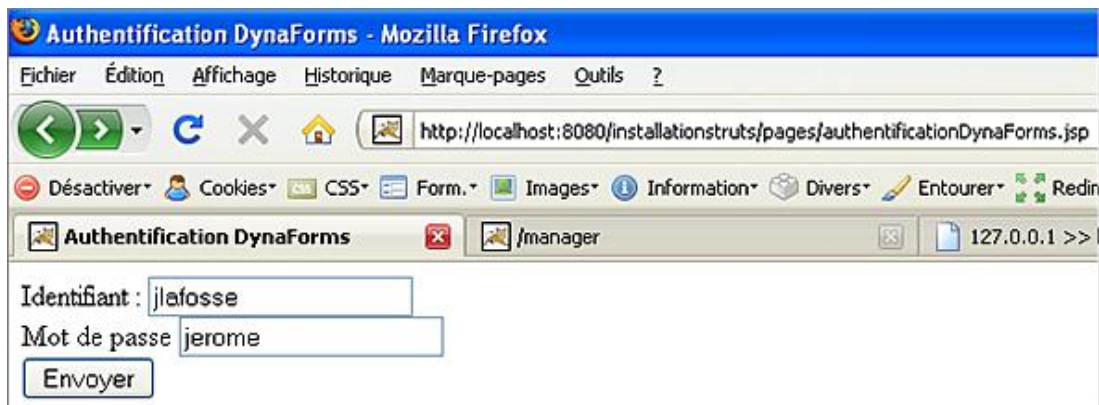 Authentification DynaForms - Mozilla Firefox
Fichier Édition Affichage Historique Marque-pages Outils ?
http://localhost:8080/installationstruts/pages/authentificationDynaForms.jsp
Désactiver Cookies CSS Form. Images Information Divers Entourer Redin
Authentification DynaForms /manager 127.0.0.1 >>
Identifiant : jlafosse
Mot de passe jerome
Envoyer